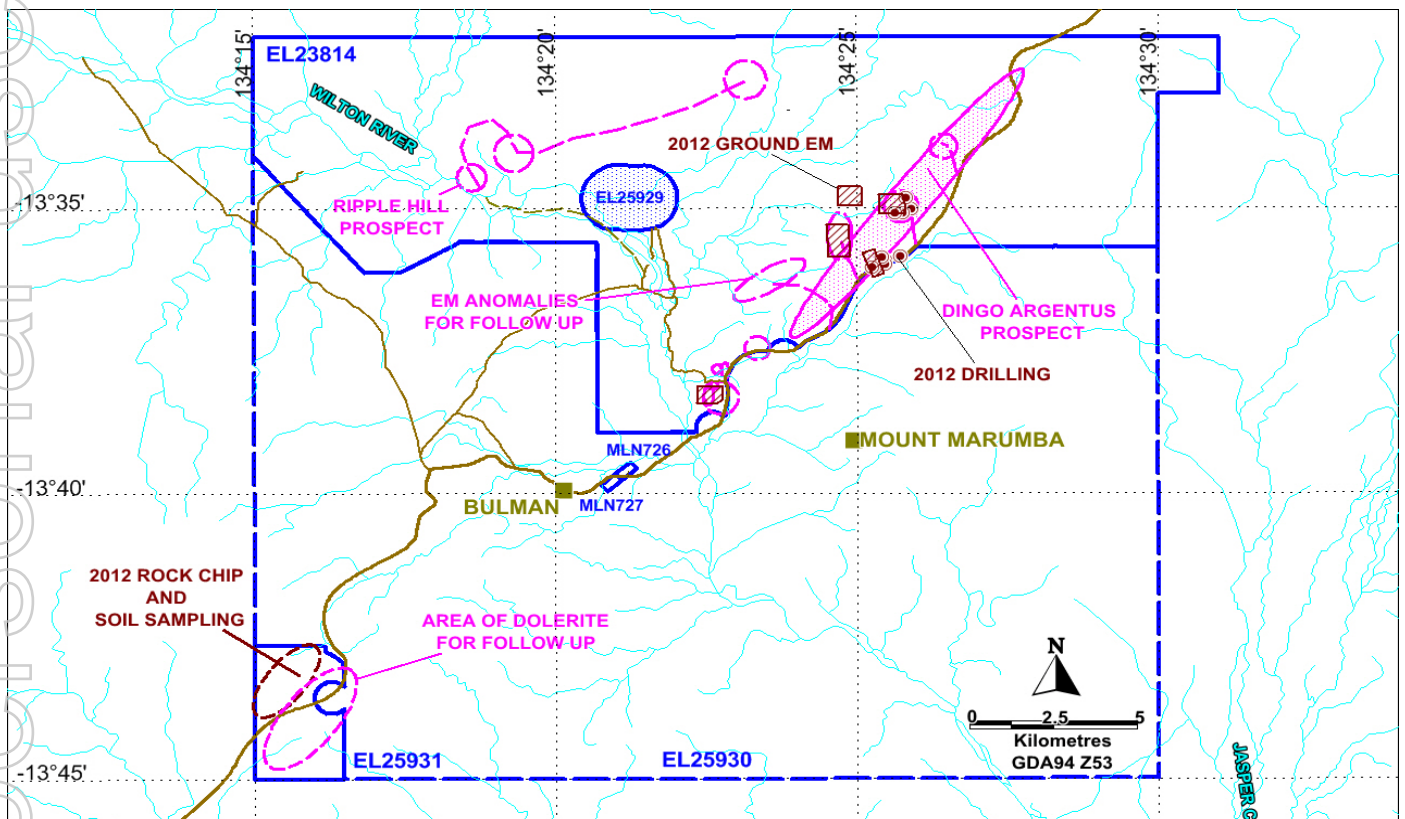 134°15'
134°20'
134°25'
134°30'
EL23814
WILTON RIVER
2012 GROUND EM
-13°35'
RIPPLE HILL
PROSPECT
EL25929
EM ANOMALIES
FOR FOLLOW UP
DINGO ARGENTUS
PROSPECT
2012 DRILLING
MOUNT MARUMBA
MLN726
-13°40'
BULMAN
MLN727
2012 ROCK CHIP
AND
SOIL SAMPLING
AREA OF DOLERITE
FOR FOLLOW UP
N
0 2.5 5
Kilometres
GDA94 Z53
-13°45'
EL25931
EL25930
JASPER